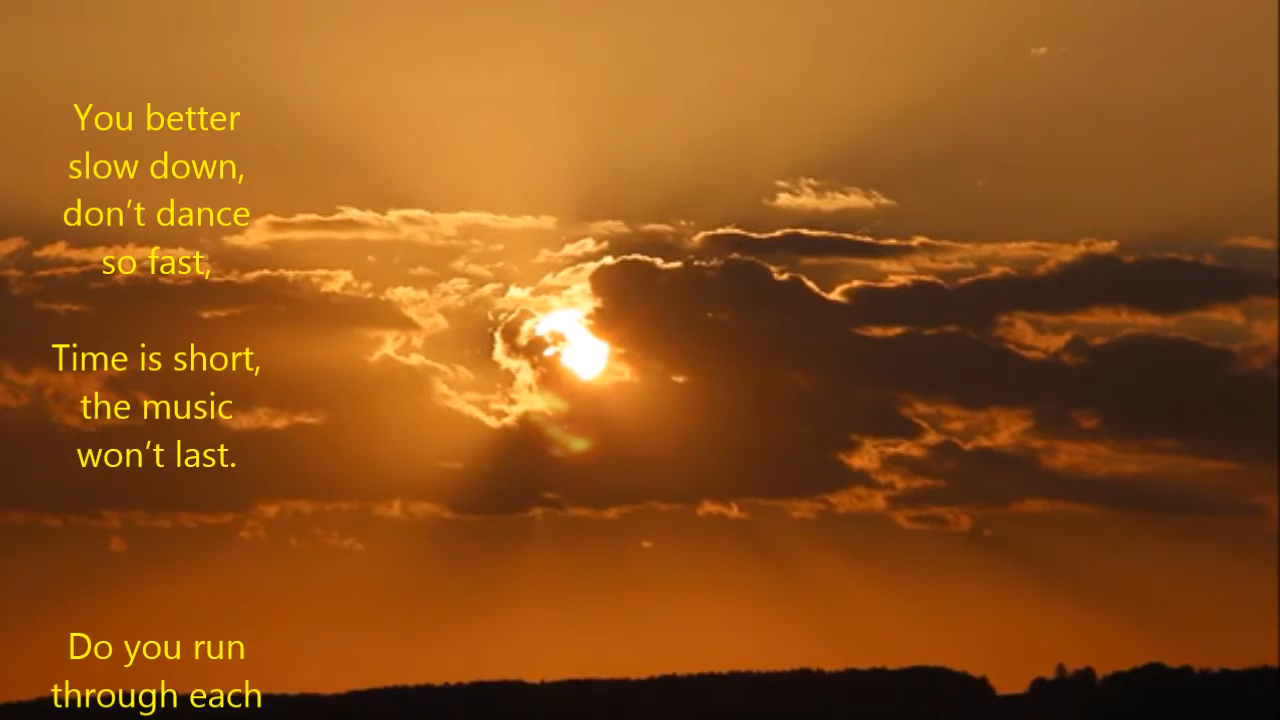 You better
slow down,
don’t dance
so fast,
Time is short,
the music
won’t last.
Do you run
through each